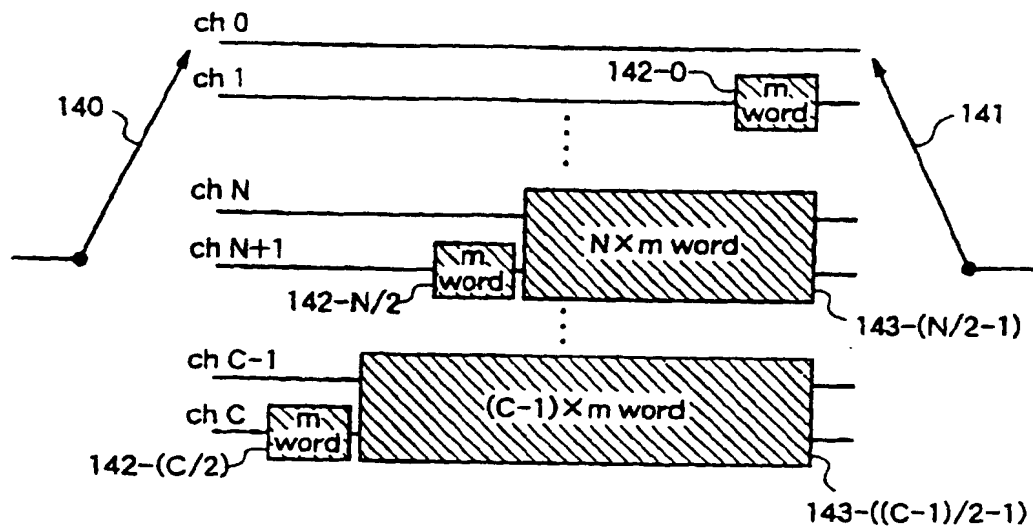 ch 0
142-0
ch 1
m
word
140
141
ch N
N×m word
ch N+1
m
word
142-N/2
143-(N/2-1)
ch C-1
(C-1)×m word
ch C
m
word
142-(C/2)
143-((C-1)/2-1)